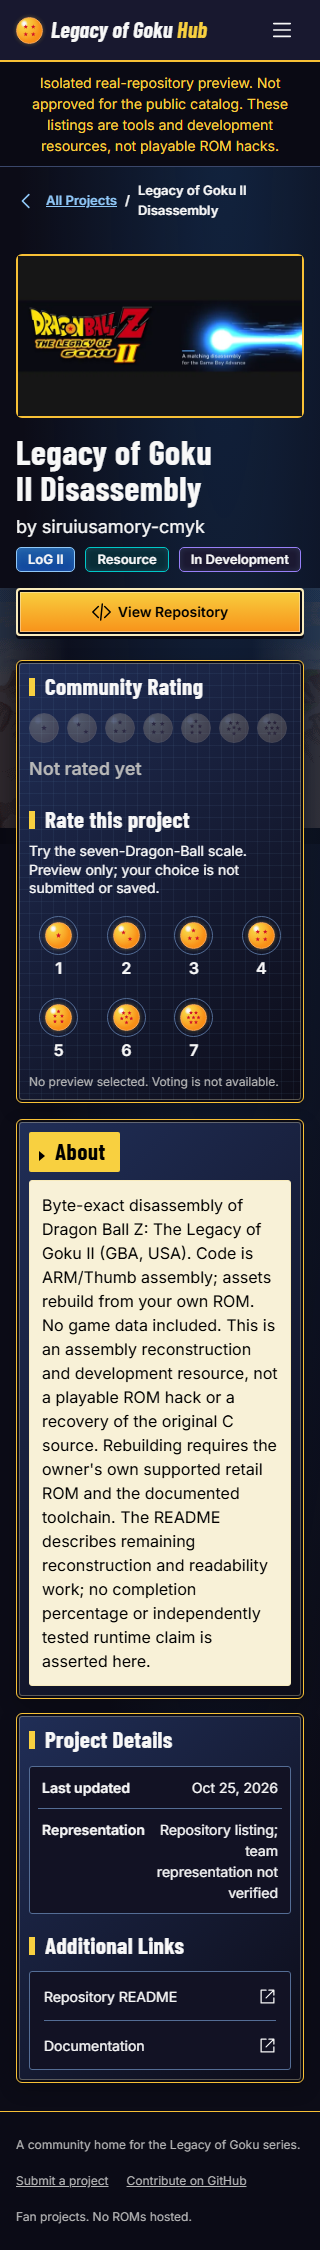 Legacy of Goku Hub
Isolated real-repository preview. Not
approved for the public catalog. These
listings are tools and development
resources, not playable ROM hacks.
All Projects / Legacy of Goku II
Disassembly
DRAGON BALL Z
THE LEGACY OF
GOKU II
A matching disassembly
for the Game Boy Advance
Legacy of Goku
II Disassembly
by siruiusamory-cmyk
LoG II Resource In Development
View Repository
Community Rating
Not rated yet
Rate this project
Try the seven-Dragon-Ball scale.
Preview only; your choice is not
submitted or saved.
1 2 3 4
5 6 7
No preview selected. Voting is not available.
About
Byte-exact disassembly of
Dragon Ball Z: The Legacy of
Goku II (GBA, USA). Code is
ARM/Thumb assembly; assets
rebuild from your own ROM.
No game data included. This is
an assembly reconstruction
and development resource, not
a playable ROM hack or a
recovery of the original C
source. Rebuilding requires the
owner's own supported retail
ROM and the documented
toolchain. The README
describes remaining
reconstruction and readability
work; no completion
percentage or independently
tested runtime claim is
asserted here.
Project Details
Last updated Oct 25, 2026
Representation Repository listing;
team
representation not
verified
Additional Links
Repository README
Documentation
A community home for the Legacy of Goku series.
Submit a project Contribute on GitHub
Fan projects. No ROMs hosted.